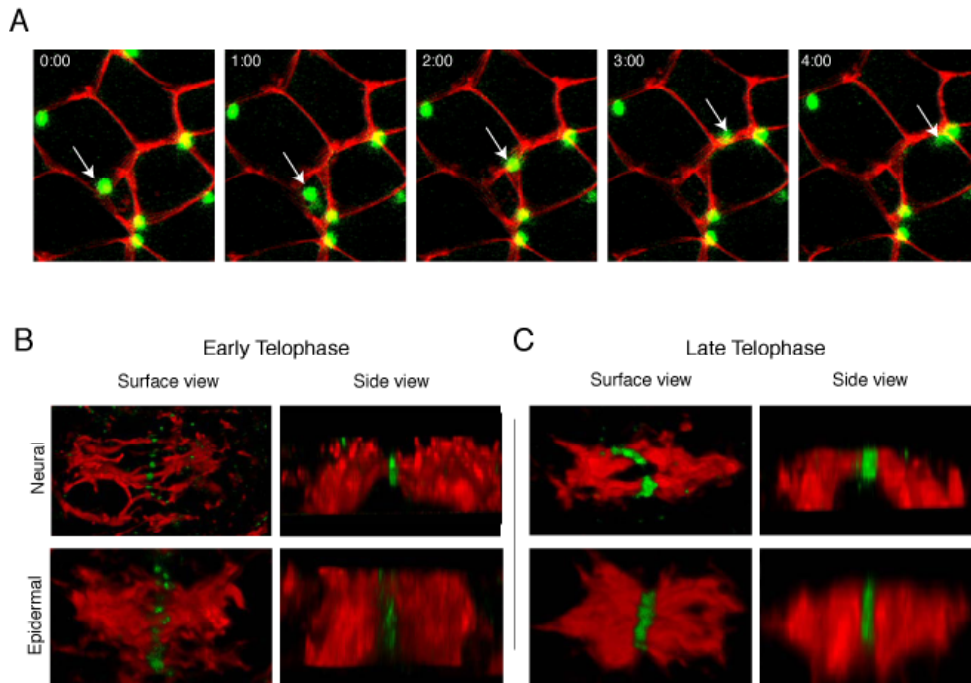 A
0:00 1:00 2:00 3:00 4:00
B Early Telophase C Late Telophase
Surface view Side view Surface view Side view
Neural
Epidermal